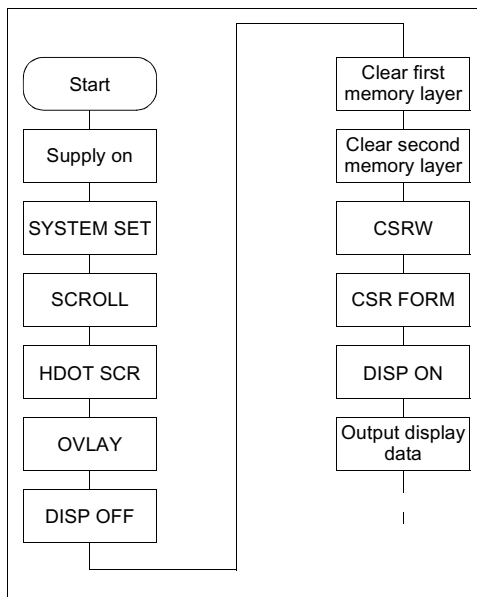 Start
Supply on
SYSTEM SET
SCROLL
HDOT SCR
OVLAY
DISP OFF
Clear first
memory layer
Clear second
memory layer
CSRW
CSR FORM
DISP ON
Output display
data